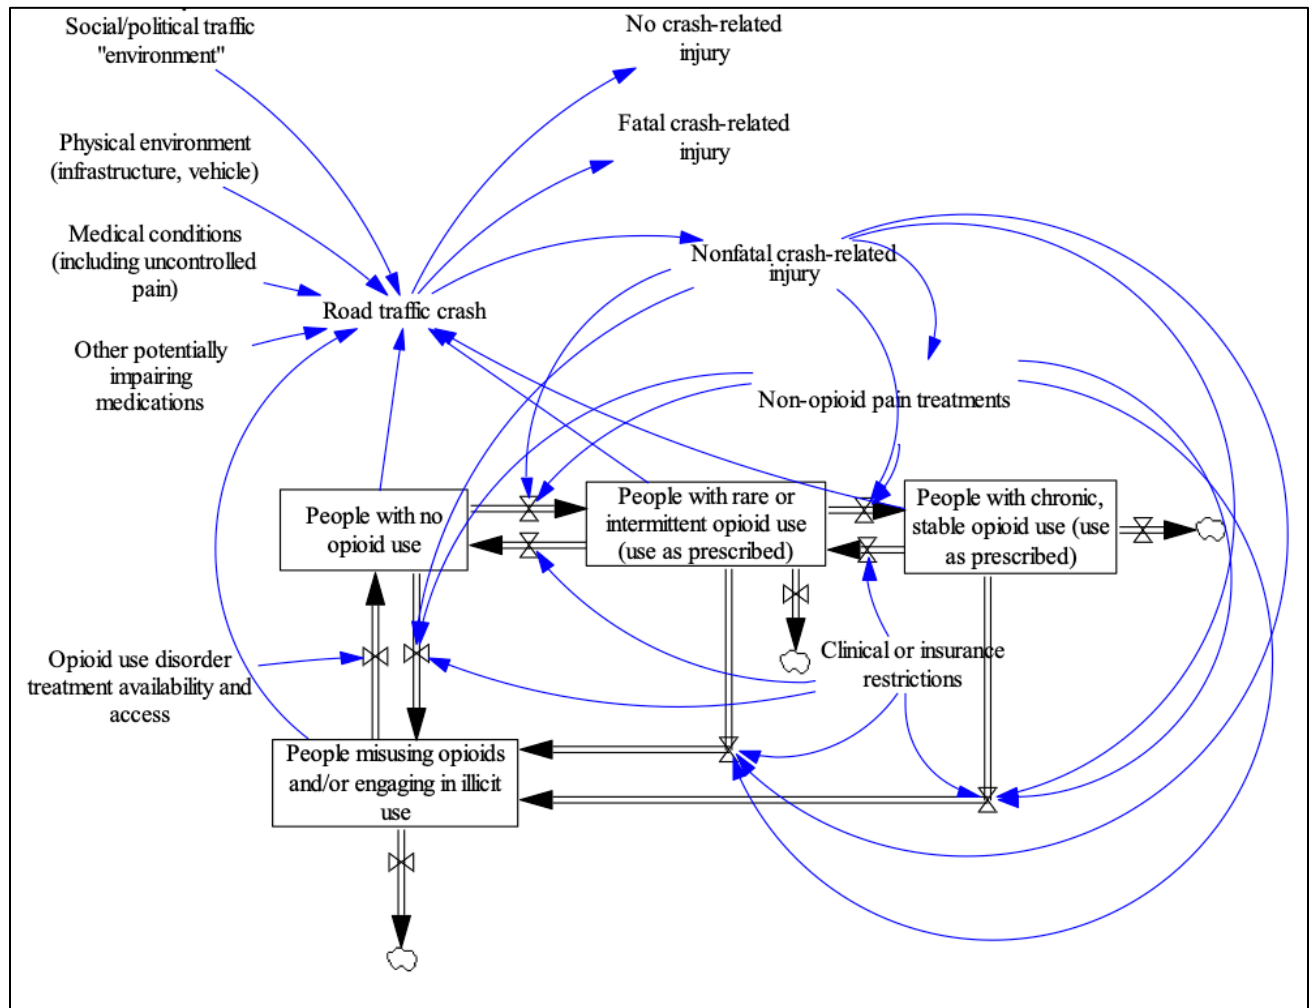 Social/political traffic
"environment"
No crash-related
injury
Fatal crash-related
injury
Physical environment
(infrastructure, vehicle)
Medical conditions
(including uncontrolled
pain)
Nonfatal crash-related
injury
Road traffic crash
Other potentially
impairing
medications
Non-opioid pain treatments
People with no
opioid use
People with rare or
intermittent opioid use
(use as prescribed)
People with chronic,
stable opioid use (use
as prescribed)
Opioid use disorder
treatment availability and
access
Clinical or insurance
restrictions
People misusing opioids
and/or engaging in illicit
use